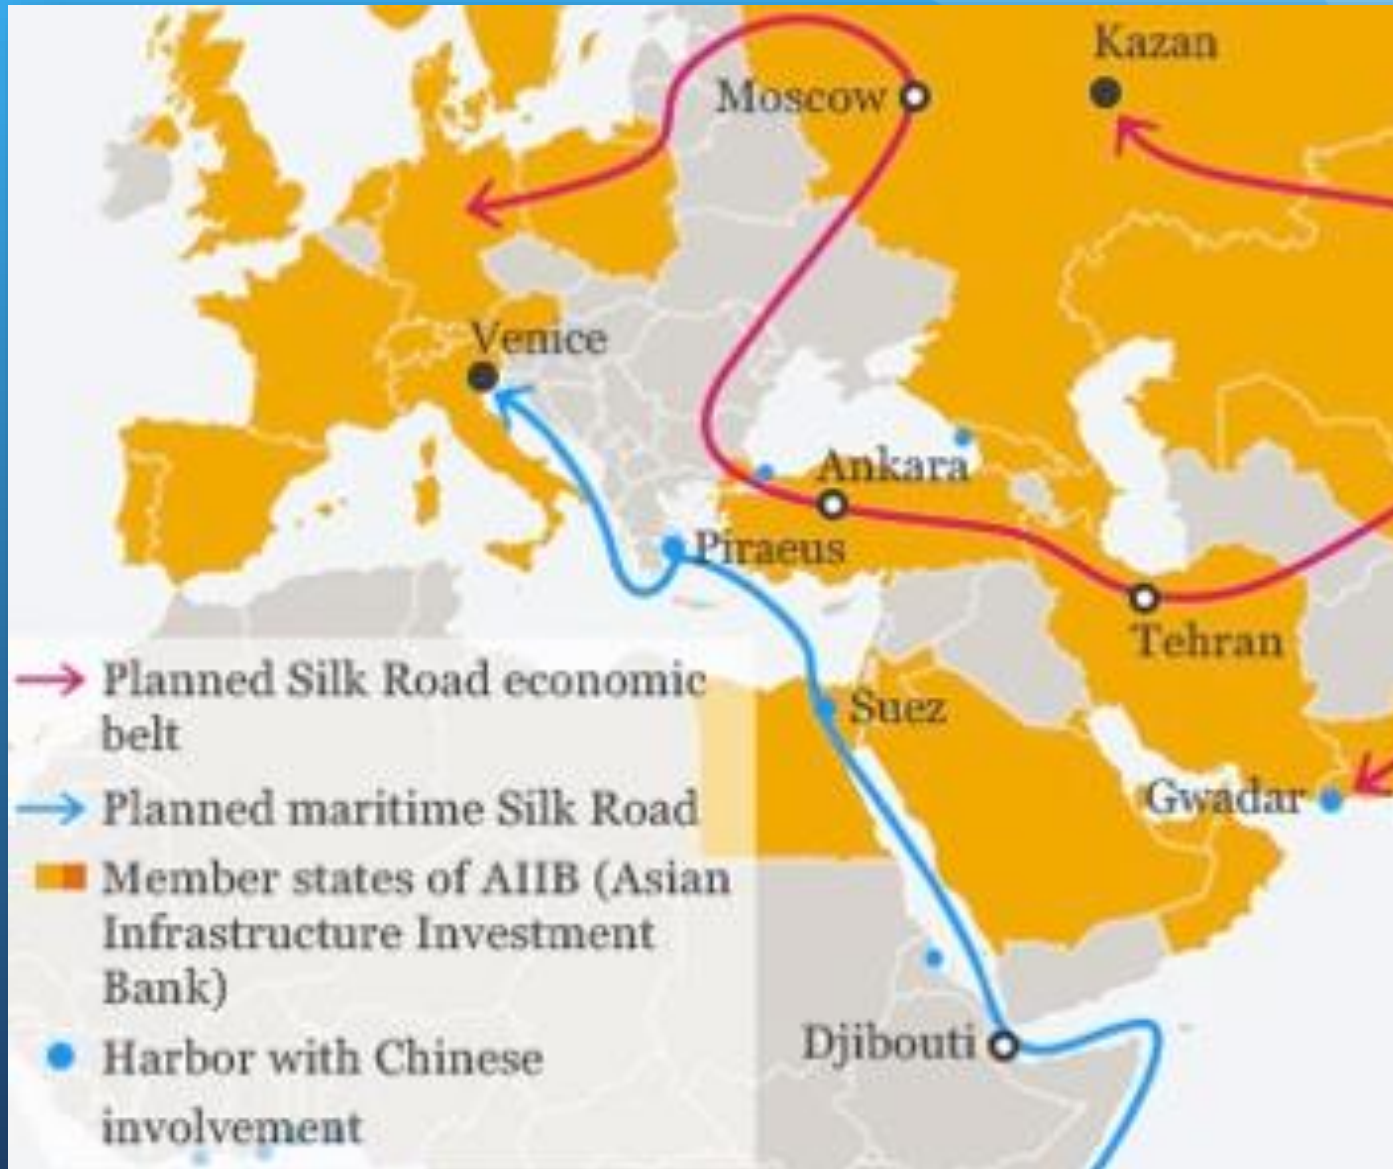 Kazan
Moscow
Venice
Ankara
Piraeus
Tehran
Suez
Gwadar
Djibouti
Planned Silk Road economic
belt
Planned maritime Silk Road
Member states of AIIB (Asian
Infrastructure Investment
Bank)
Harbor with Chinese
involvement